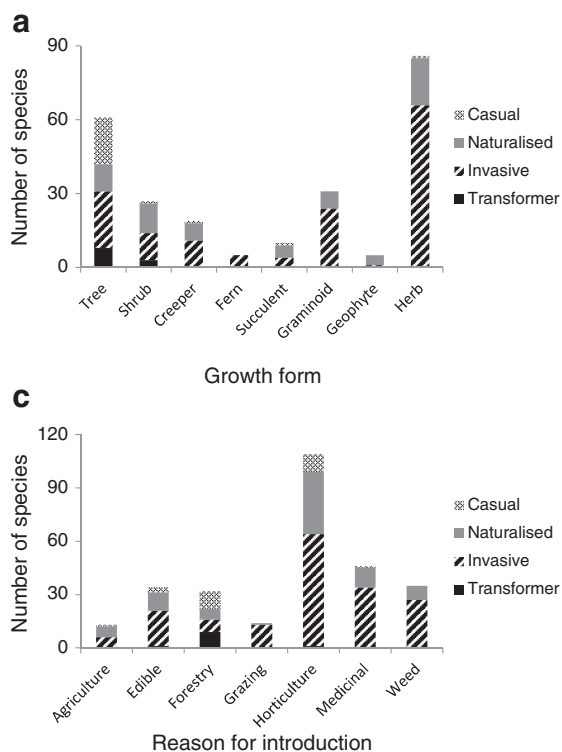 a
90
60
30
0
Number of species
Casual
Naturalised
Invasive
Transformer
Tree
Shrub
Creeper
Fern
Succulent
Graminoid
Geophyte
Herb
Growth form
c
120
90
60
30
0
Number of species
Casual
Naturalised
Invasive
Transformer
Agriculture
Edible
Forestry
Grazing
Horticulture
Medicinal
Weed
Reason for introduction